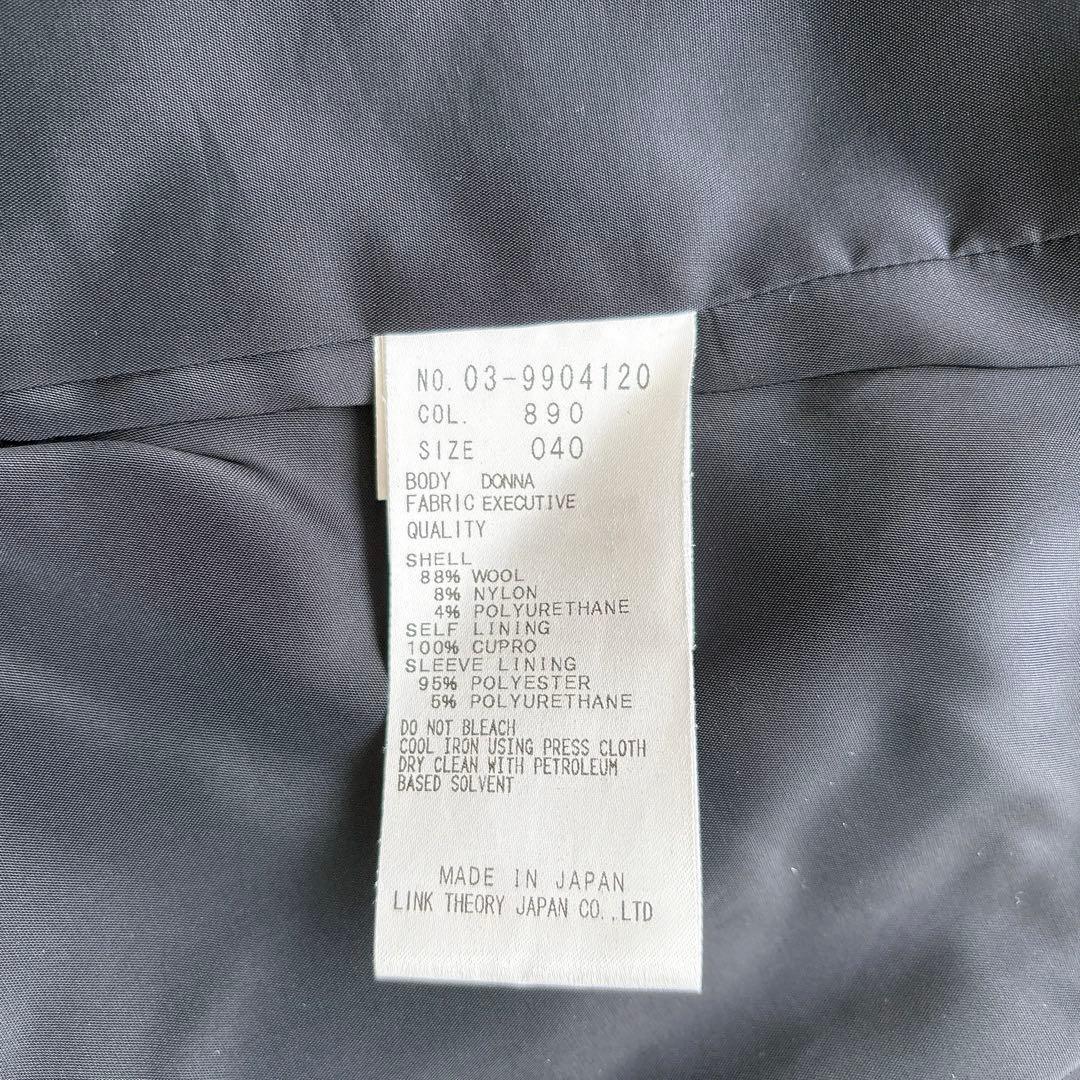 NO. 03-9904120
COL. 890
SIZE 040
BODY DONNA
FABRIC EXECUTIVE
QUALITY
SHELL
88% WOOL
8% NYLON
4% POLYURETHANE
SELF LINING
100% CUPRO
SLEEVE LINING
95% POLYESTER
5% POLYURETHANE
DO NOT BLEACH
COOL IRON USING PRESS CLOTH
DRY CLEAN WITH PETROLEUM
BASED SOLVENT
MADE IN JAPAN
LINK THEORY JAPAN CO.,LTD